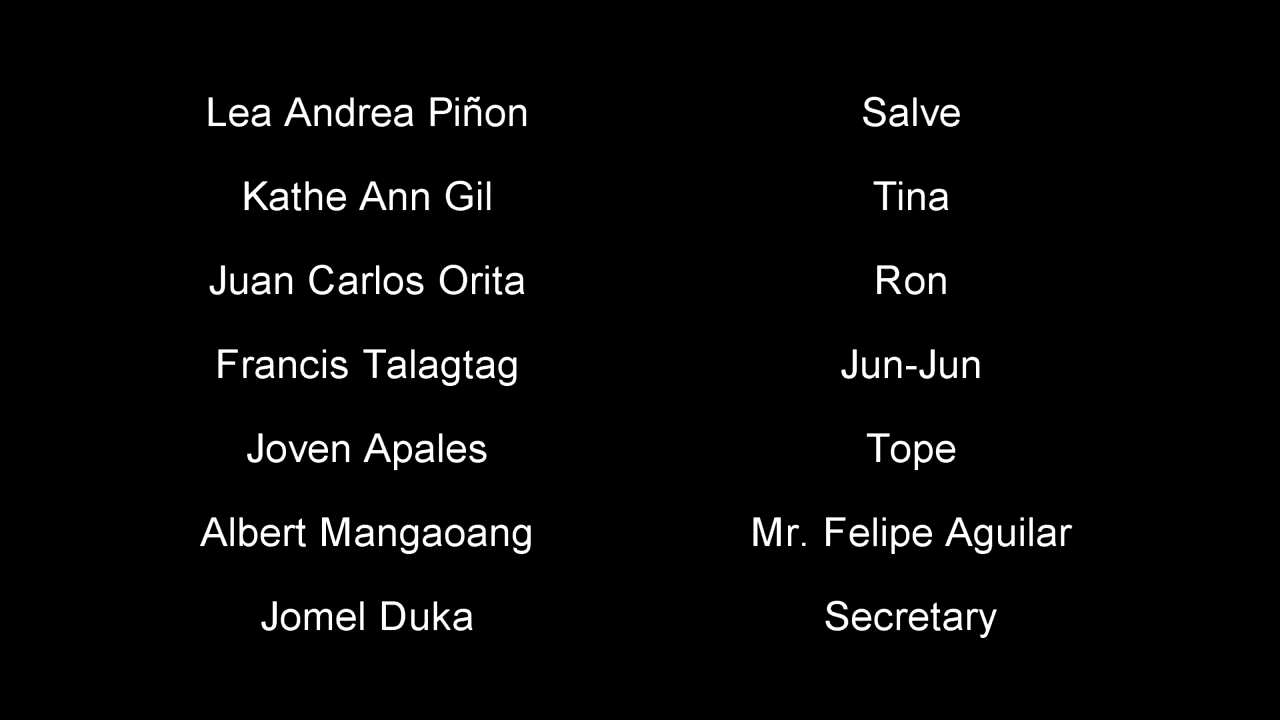 Lea Andrea Piñon Salve
Kathe Ann Gil Tina
Juan Carlos Orita Ron
Francis Talagtag Jun-Jun
Joven Apales Tope
Albert Mangaoang Mr. Felipe Aguilar
Jomel Duka Secretary